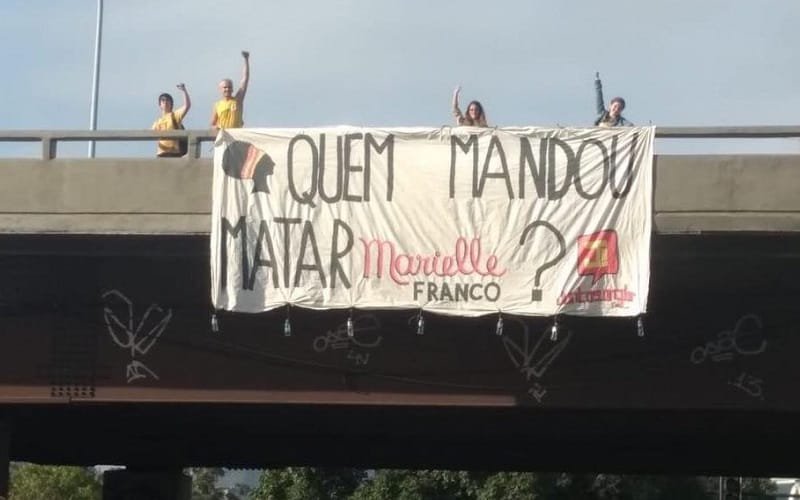 QUEM MANDOU
MATAR Marielle ?
FRANCO